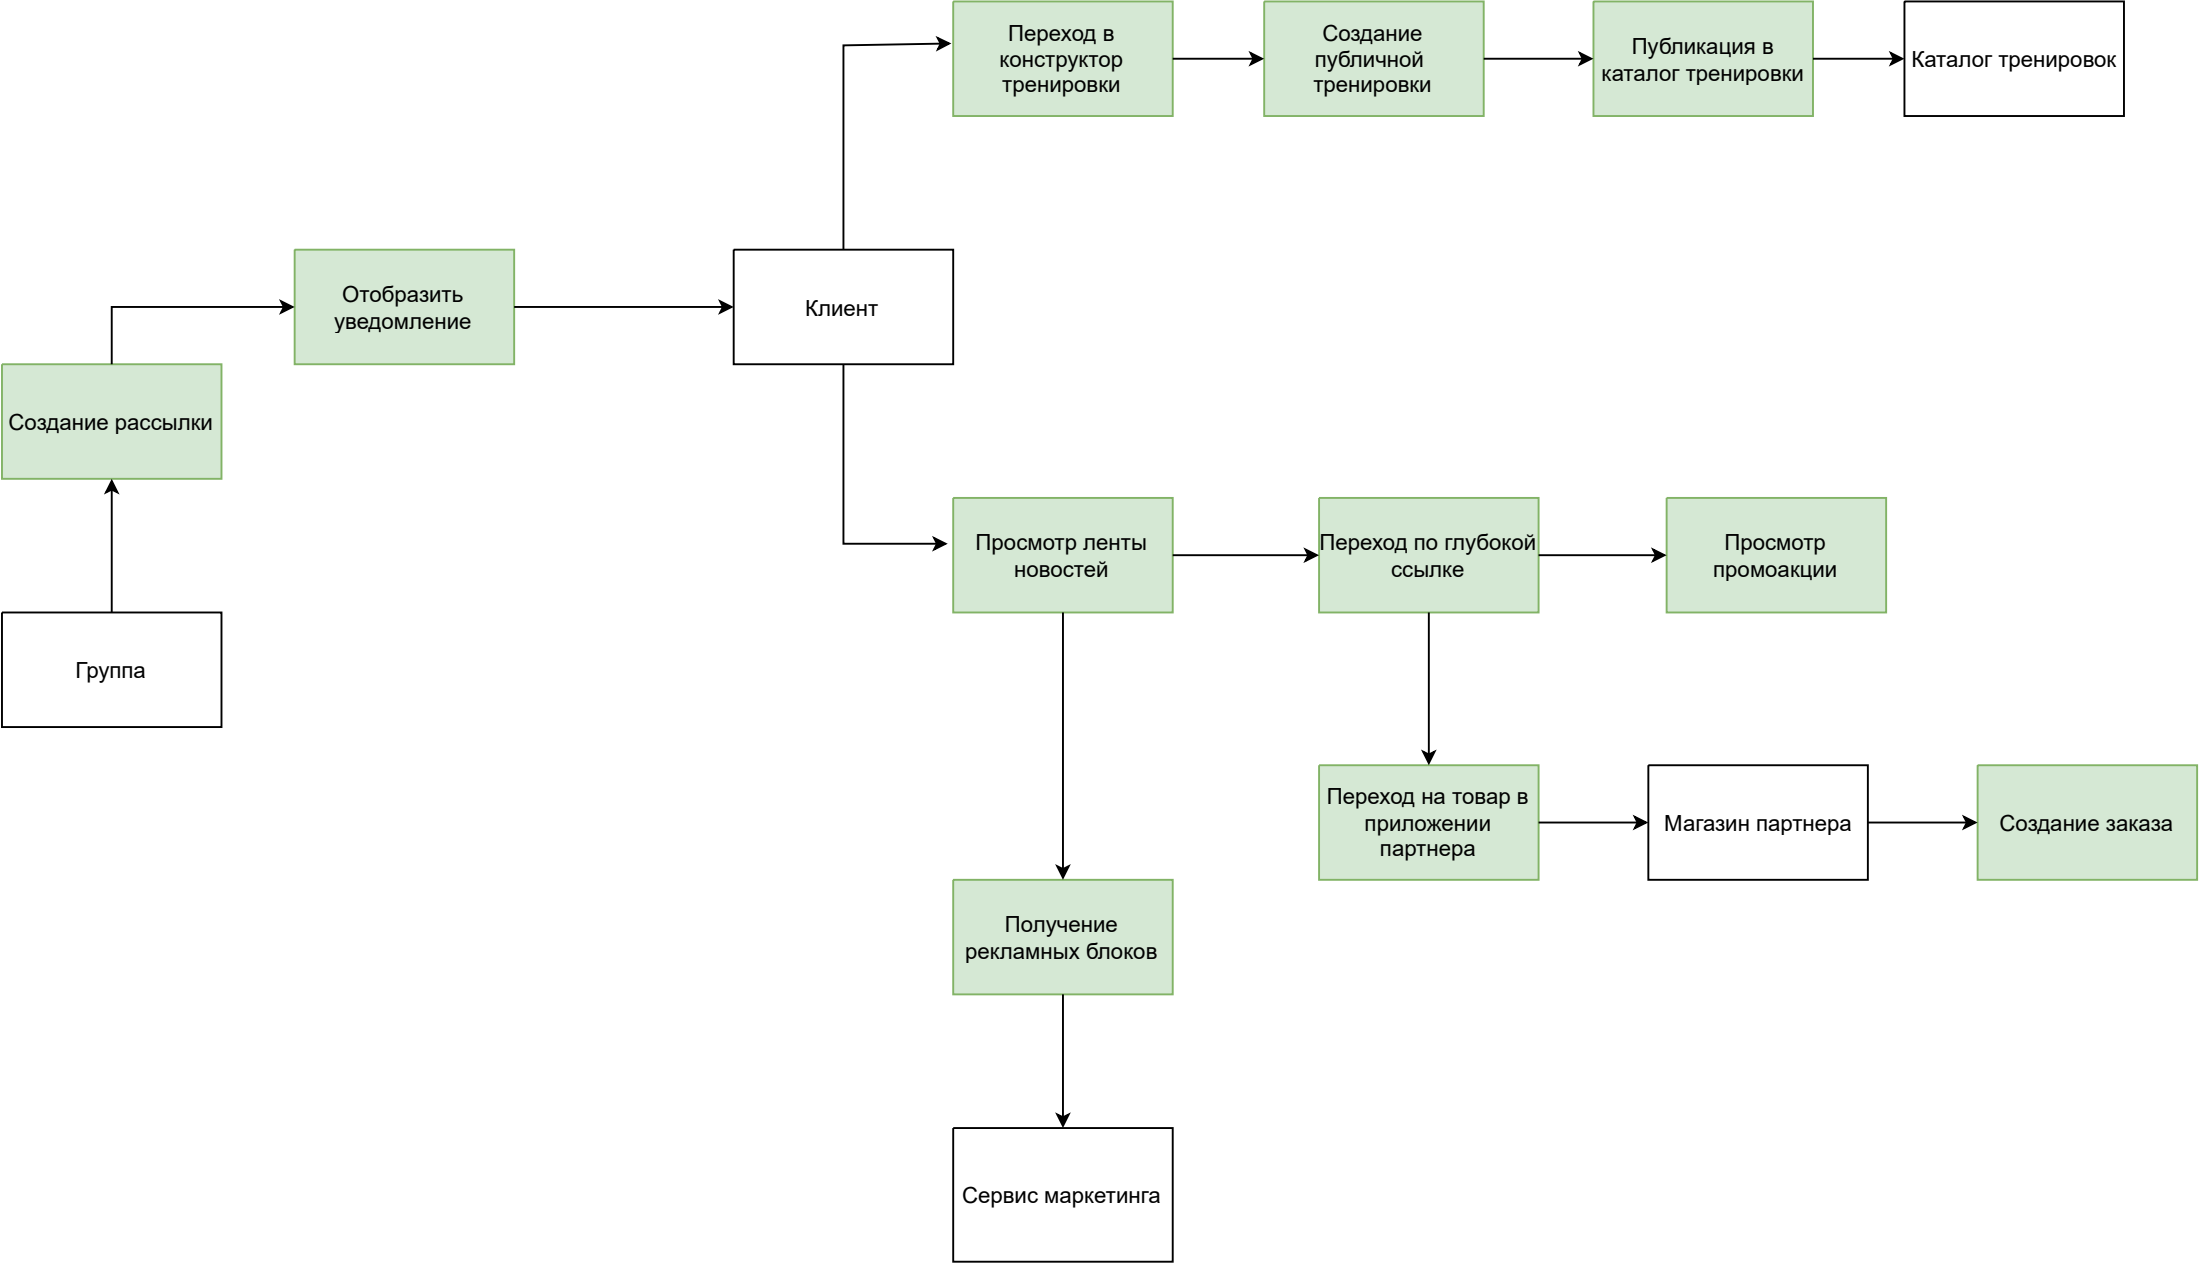 Переход в
конструктор
тренировки
Создание
публичной
тренировки
Публикация в
каталог тренировки
Каталог тренировок
Отобразить
уведомление
Клиент
Создание рассылки
Группа
Просмотр ленты
новостей
Переход по глубокой
ссылке
Просмотр
промоакции
Переход на товар в
приложении
партнера
Магазин партнера
Создание заказа
Получение
рекламных блоков
Сервис маркетинга